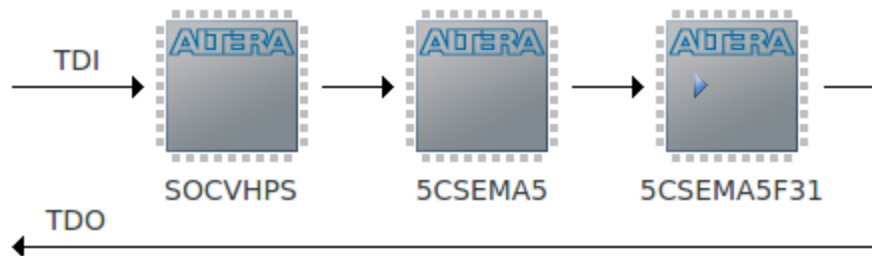 ALTERA ALTERA ALTERA
TDI
SOCVHPS 5CSEMA5 5CSEMA5F31
TDO